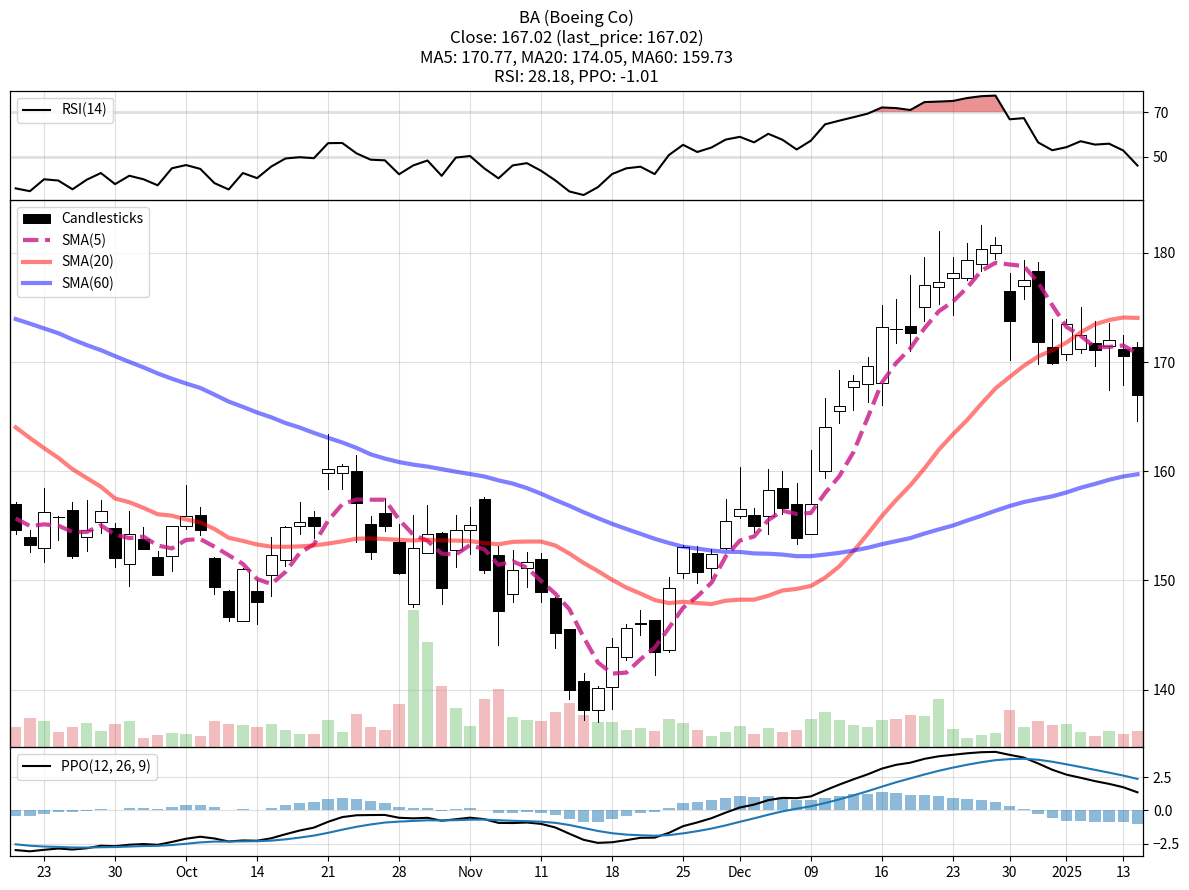 BA (Boeing Co)
Close: 167.02 (last_price: 167.02)
MA5: 170.77, MA20: 174.05, MA60: 159.73
RSI: 28.18, PPO: -1.01
RSI(14)
70
50
Candlesticks
SMA(5)
SMA(20)
SMA(60)
180
170
160
150
140
PPO(12, 26, 9)
2.5
0.0
−2.5
23 30 Oct 14 21 28 Nov 11 18 25 Dec 09 16 23 30 2025 13